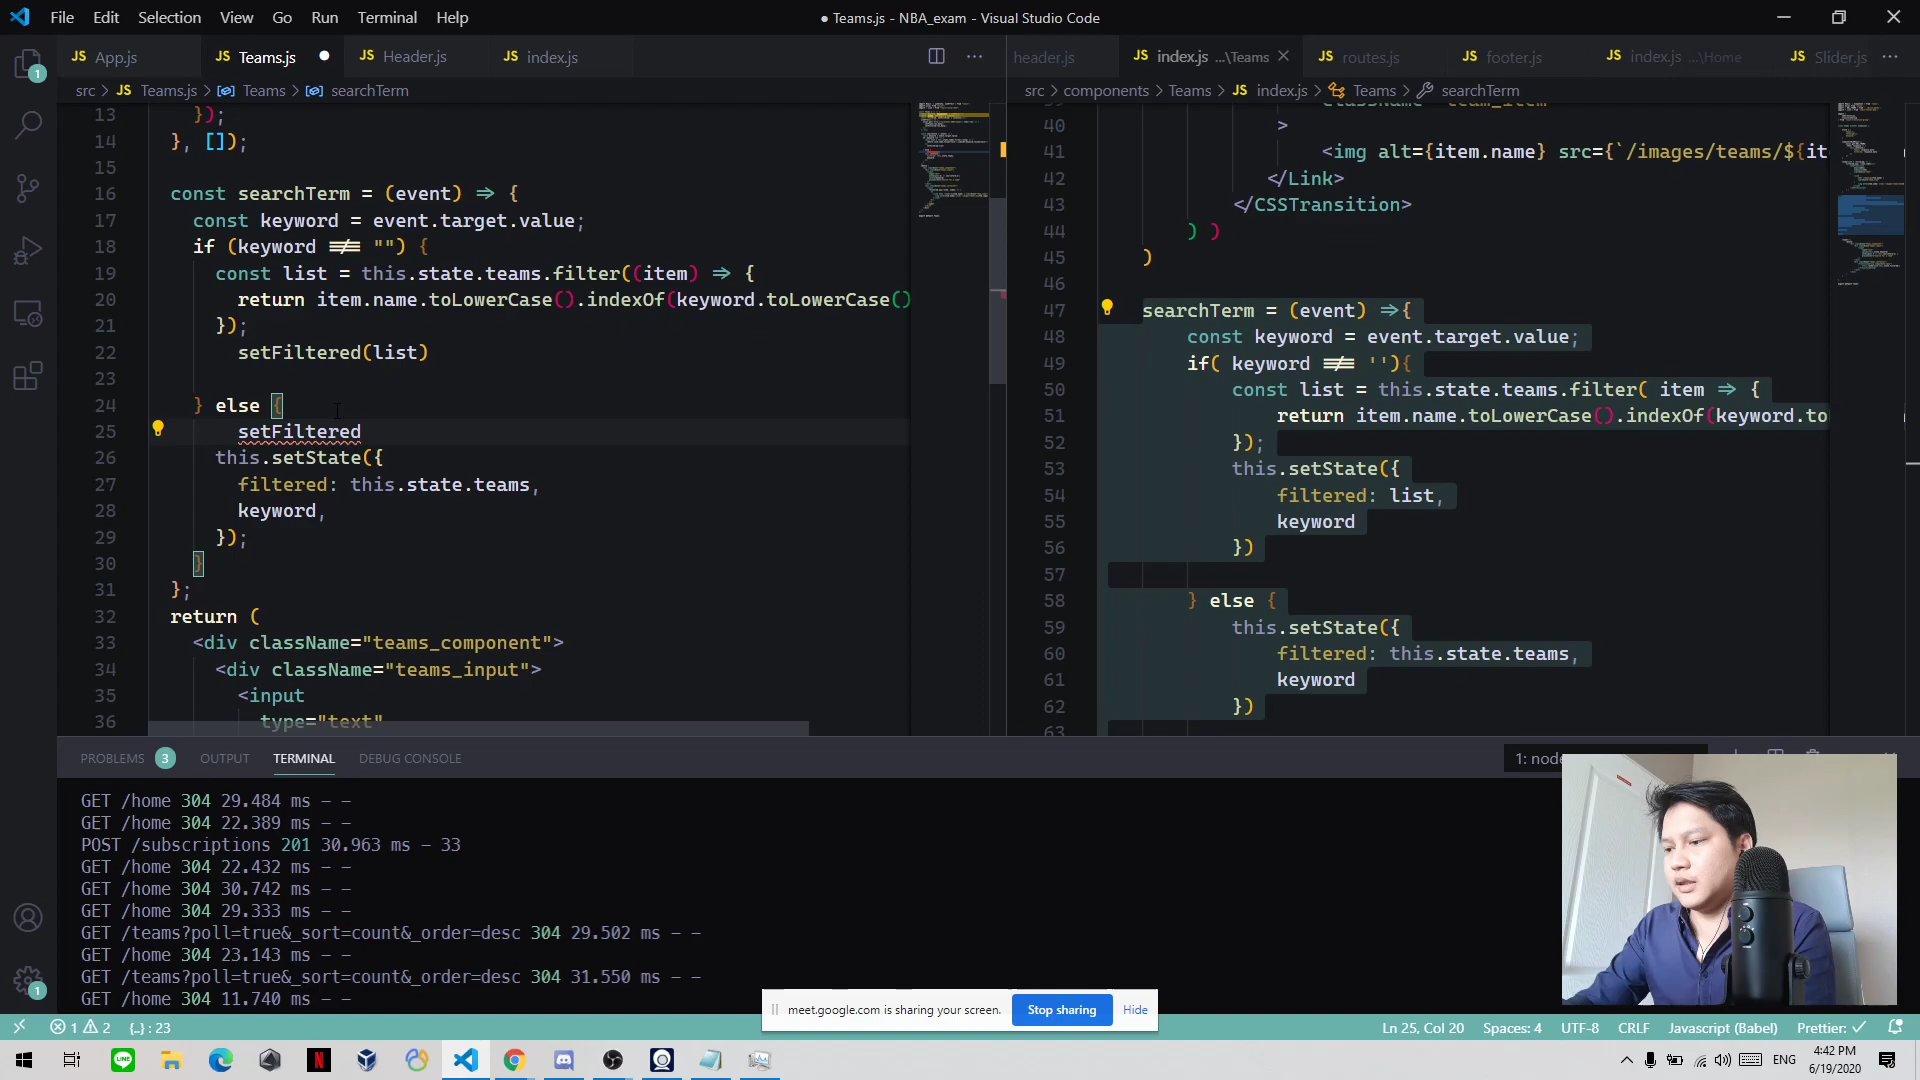 File Edit Selection View Go Run Terminal Help
● Teams.js - NBA_exam - Visual Studio Code
JS App.js
JS Teams.js
JS Header.js
JS index.js
header.js
JS index.js ...\Teams
JS routes.js
JS footer.js
JS index.js ...\Home
JS Slider.js
src > JS Teams.js > Teams > searchTerm
13 });
14 }, []);
15
16 const searchTerm = (event) => {
17 const keyword = event.target.value;
18 if (keyword !== "") {
19 const list = this.state.teams.filter((item) => {
20 return item.name.toLowerCase().indexOf(keyword.toLowerCase()
21 });
22 setFiltered(list)
23
24 } else {
25 setFiltered
26 this.setState({
27 filtered: this.state.teams,
28 keyword,
29 });
30 }
31 };
32 return (
33 <div className="teams_component">
34 <div className="teams_input">
35 <input
36 type="text"
src > components > Teams > JS index.js > Teams > searchTerm
40 >
41 <img alt={item.name} src={`/images/teams/${ite
42 </Link>
43 </CSSTransition>
44 ) )
45 )
46
47 searchTerm = (event) =>{
48 const keyword = event.target.value;
49 if( keyword !== ''){
50 const list = this.state.teams.filter( item => {
51 return item.name.toLowerCase().indexOf(keyword.to
52 });
53 this.setState({
54 filtered: list,
55 keyword
56 })
57
58 } else {
59 this.setState({
60 filtered: this.state.teams,
61 keyword
62 })
63
PROBLEMS 3 OUTPUT TERMINAL DEBUG CONSOLE
1: node
GET /home 304 29.484 ms - -
GET /home 304 22.389 ms - -
POST /subscriptions 201 30.963 ms - 33
GET /home 304 22.432 ms - -
GET /home 304 30.742 ms - -
GET /home 304 29.333 ms - -
GET /teams?poll=true&_sort=count&_order=desc 304 29.502 ms - -
GET /home 304 23.143 ms - -
GET /teams?poll=true&_sort=count&_order=desc 304 31.550 ms - -
GET /home 304 11.740 ms - -
meet.google.com is sharing your screen. Stop sharing Hide
1 2 {..} : 23
Ln 25, Col 20 Spaces: 4 UTF-8 CRLF Javascript (Babel) Prettier: ✓
LINE
N
ENG
4:42 PM
6/19/2020